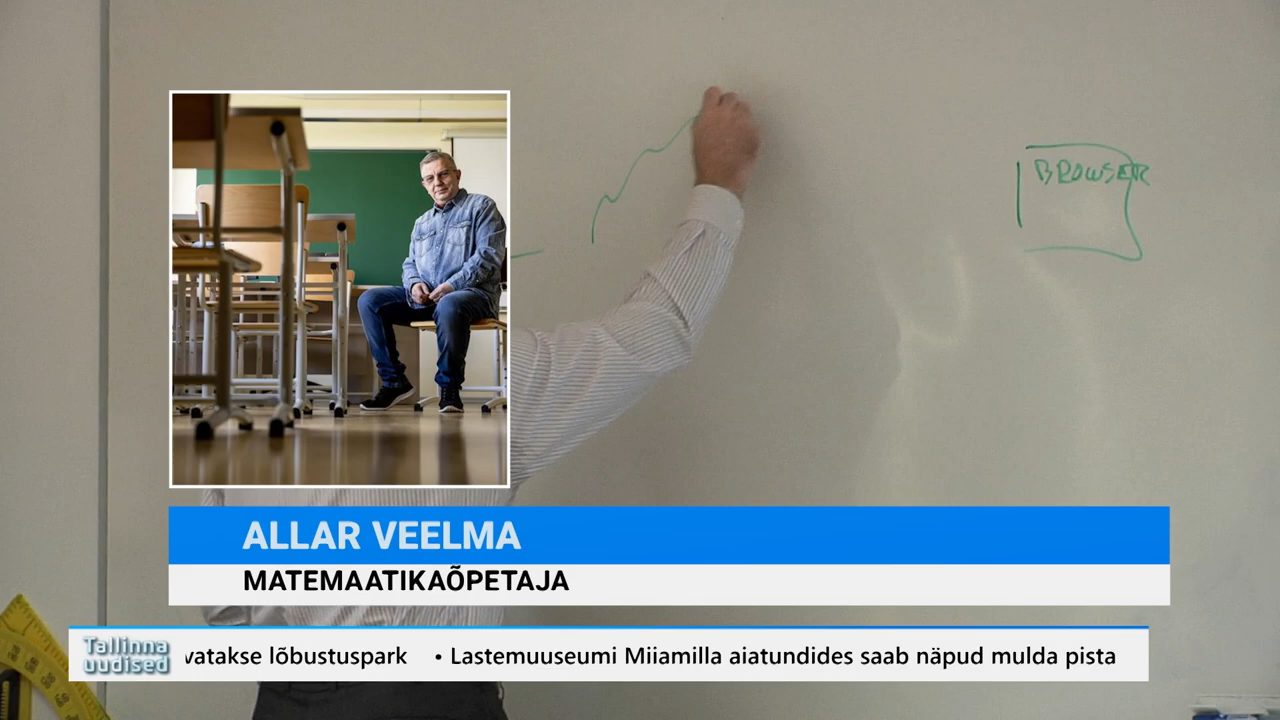 BROWSER
ALLAR VEELMA
MATEMAATIKAÕPETAJA
Tallinna
uudised
vatakse lõbustuspark • Lastemuuseumi Miiamilla aiatundides saab näpud mulda pista